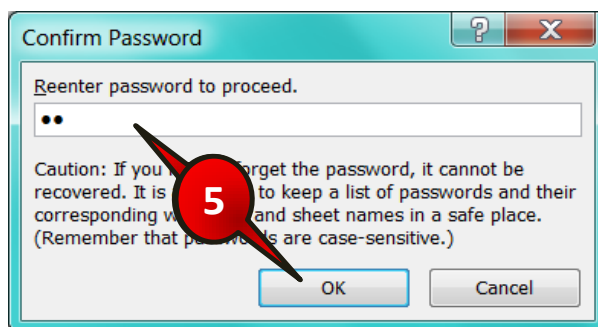 Confirm Password
?
X
Reenter password to proceed.
••
Caution: If you forget the password, it cannot be
recovered. It is to keep a list of passwords and their
corresponding and sheet names in a safe place.
(Remember that are case-sensitive.)
5
OK
Cancel